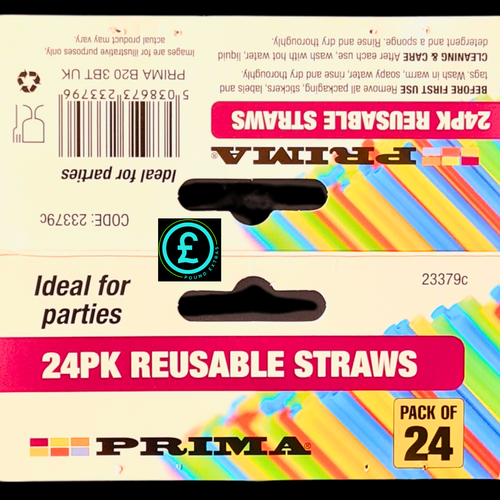 Images are for illustrative purposes only,
actual product may vary.
PRIMA B20 3BT UK
5 038673 233796
Ideal for parties
CODE: 23379c
PRIMA®
24PK REUSABLE STRAWS
BEFORE FIRST USE Remove all packaging, stickers, labels and
tags. Wash in warm, soapy water, rinse and dry thoroughly.
CLEANING & CARE After each use, wash with hot water, liquid
detergent and a sponge. Rinse and dry thoroughly.
£
POUND EXTRAS
Ideal for
parties
23379c
24PK REUSABLE STRAWS
PRIMA®
PACK OF
24